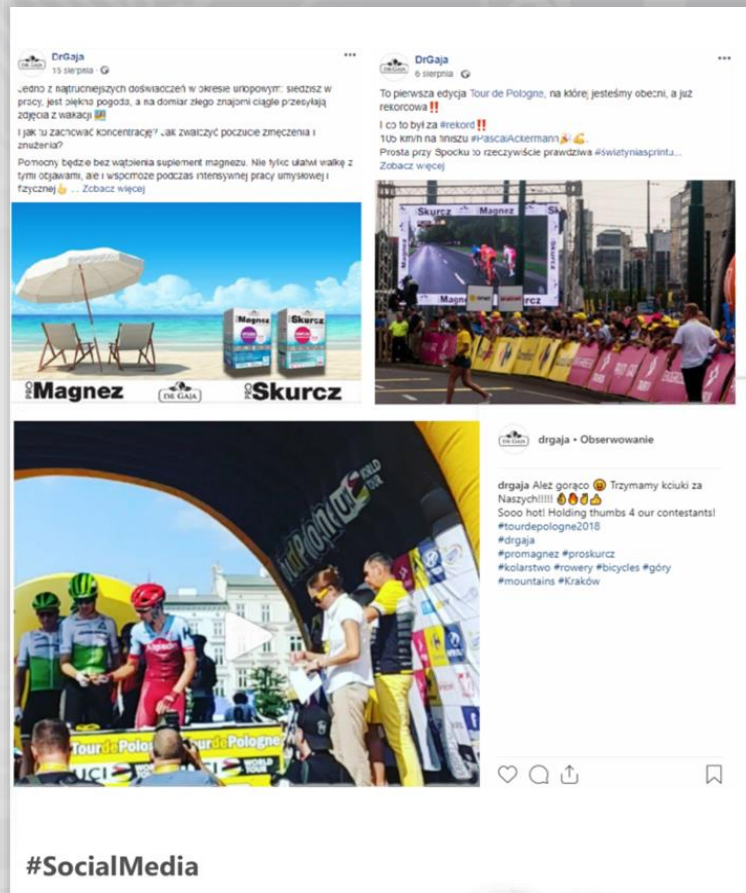 DrGaja
15 sierpnia
Jedno z najtruczniejszych doświadczeń w okresie urlopowym: siedzisz w
pracy, jest piękna pogoda, a na domiar złego znajomi ciągle przesyłają
zdjęcia z wakacji
I jak tu zachować koncentrację? Jak zwalczyć poczucie zmęczenia i
znużenia?
Pomocny będzie bez wątpienia suplement magnezu. Nie tylko ułatwi walkę z
tymi objawami, ale i wspomoże podczas intensywnej pracy umysłowej i
fizycznej👍 ... Zobacz więcej
Magnez
Skurcz
PRO Magnez
DR GAJA
PRO Skurcz
DrGaja
6 sierpnia
To pierwsza edycja Tour de Pologne, na której jesteśmy obecni, a już
rekordowa‼
I co to był za #rekord‼
105 km/h na finiszu #PascalAckermann🎉💪.
Prosta przy Spocku to rzeczywiście prawdziwa #świątyniasprintu...
Zobacz więcej
Skurcz Magnez
Magnez
Tour de Pologne
WORLD TOUR
TourdePologne
UCI WORLD TOUR
drgaja • Obserwowanie
drgaja Ależ gorąco Trzymamy kciuki za
Naszych!!!!!
Sooo hot! Holding thumbs 4 our contestants!
#tourdepologne2018
#drgaja
#promagnez #proskurcz
#kolarstwo #rowery #bicycles #góry
#mountains #Kraków
#SocialMedia